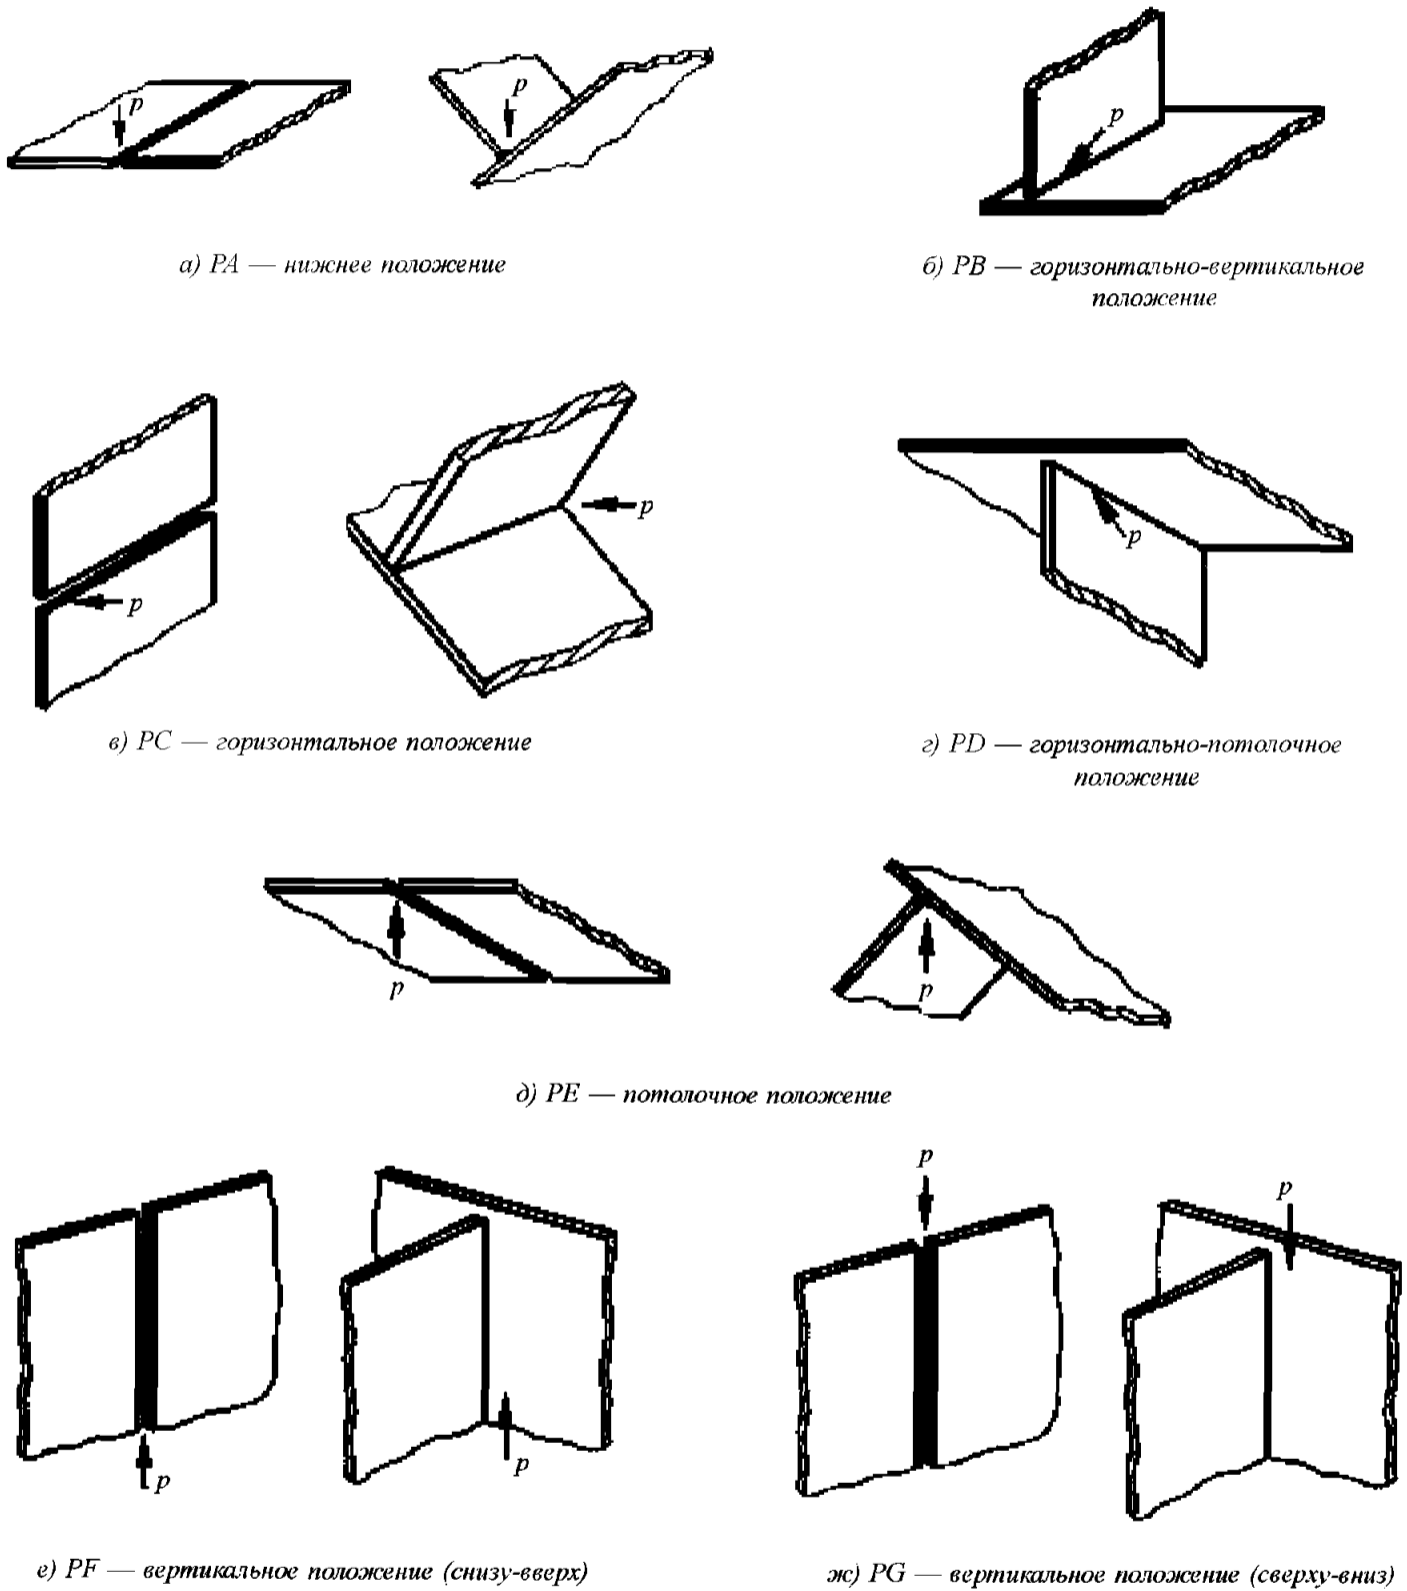 p
p
p
а) PA — нижнее положение
б) PB — горизонтально-вертикальное
положение
p
p
p
в) PC — горизонтальное положение
г) PD — горизонтально-потолочное
положение
p
p
д) PE — потолочное положение
p
p
p
p
е) PF — вертикальное положение (снизу-вверх)
ж) PG — вертикальное положение (сверху-вниз)